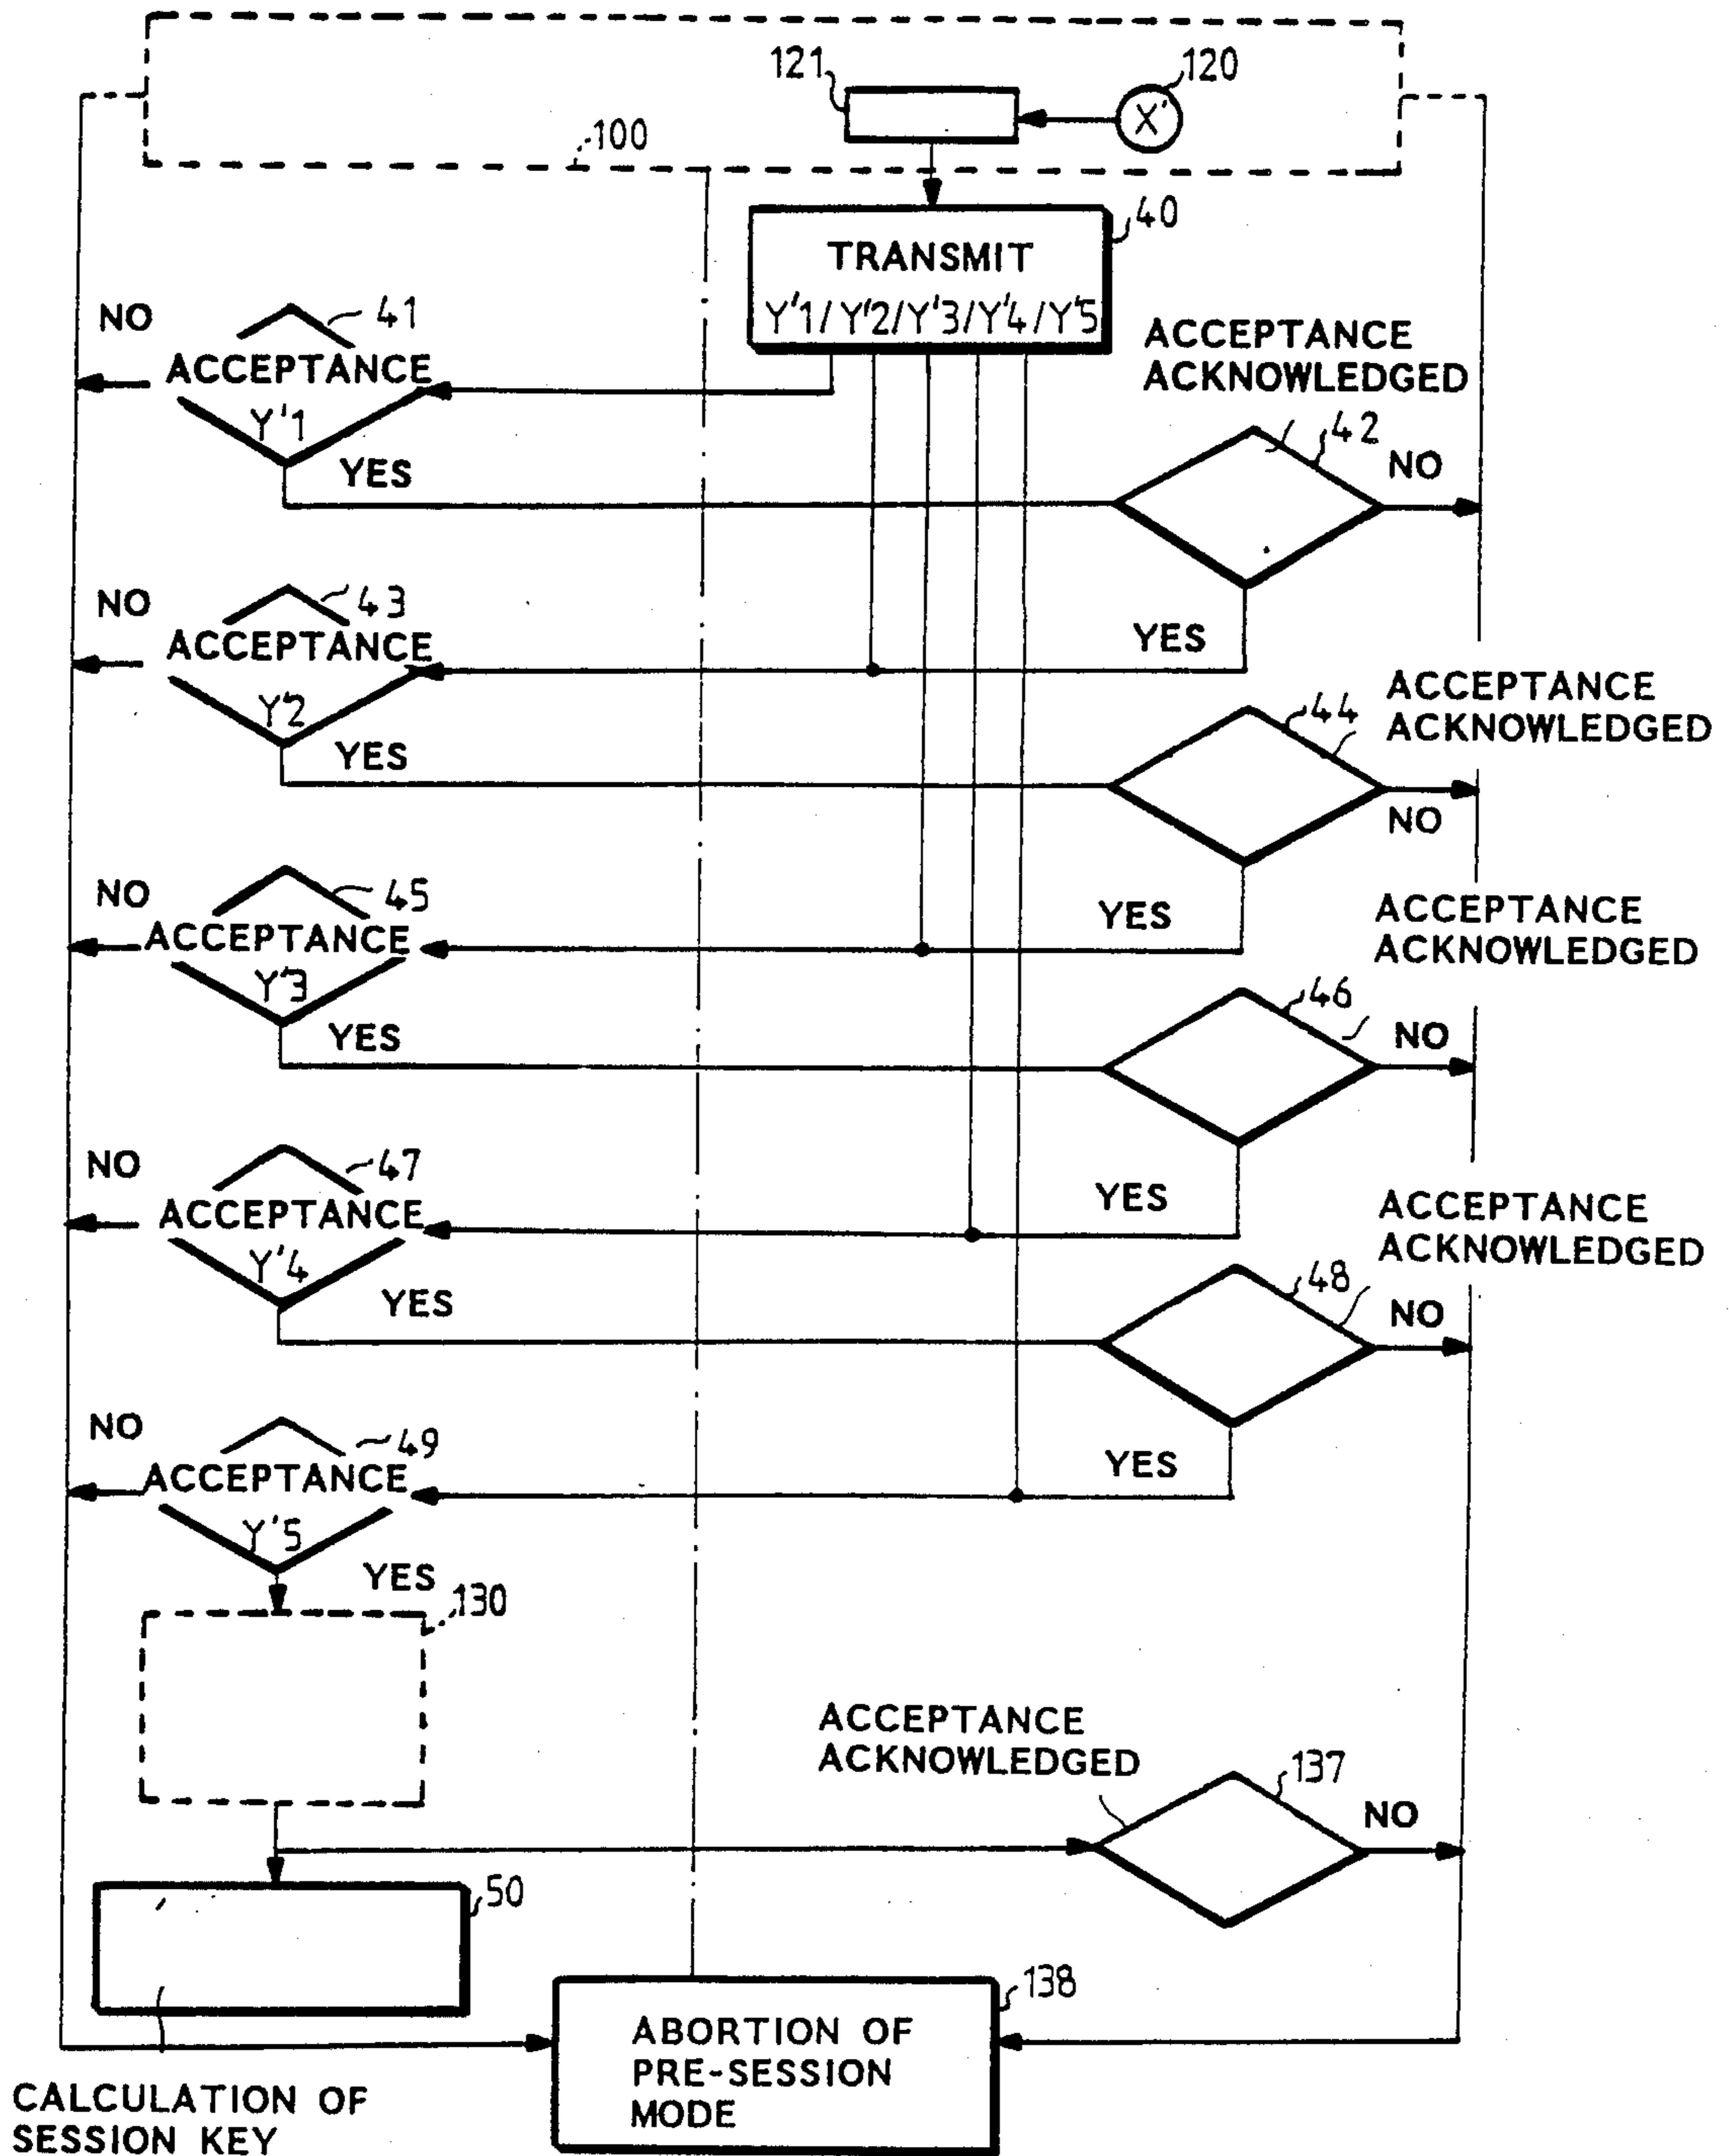 121
120
X'
100
40
TRANSMIT
Y'1/Y'2/Y'3/Y'4/Y'5
NO
41
ACCEPTANCE
Y'1
YES
ACCEPTANCE
ACKNOWLEDGED
42
NO
YES
NO
43
ACCEPTANCE
Y'2
YES
ACCEPTANCE
ACKNOWLEDGED
44
NO
YES
NO
45
ACCEPTANCE
Y'3
YES
ACCEPTANCE
ACKNOWLEDGED
46
NO
YES
NO
47
ACCEPTANCE
Y'4
YES
ACCEPTANCE
ACKNOWLEDGED
48
NO
YES
NO
49
ACCEPTANCE
Y'5
YES
130
ACCEPTANCE
ACKNOWLEDGED
137
NO
50
138
ABORTION OF
PRE-SESSION
MODE
CALCULATION OF
SESSION KEY